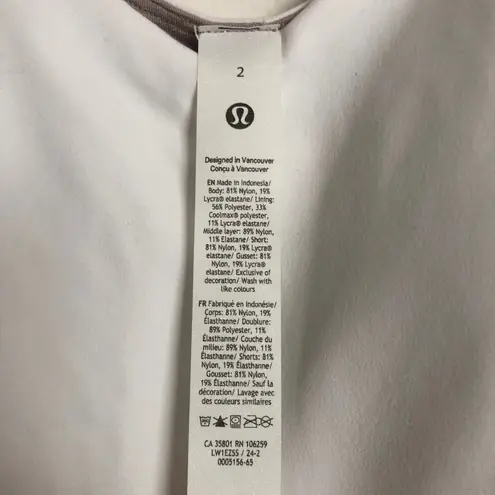 2
Designed in Vancouver
Conçu à Vancouver
EN Made in Indonesia/
Body: 81% Nylon, 19%
Lycra® elastane/ Lining:
56% Polyester, 33%
Coolmax® polyester,
11% Lycra® elastane/
Middle layer: 89% Nylon,
11% Elastane/ Short:
81% Nylon, 19% Lycra®
elastane/ Gusset: 81%
Nylon, 19% Lycra®
elastane/ Exclusive of
decoration/ Wash with
like colours
FR Fabriqué en Indonésie/
Corps: 81% Nylon, 19%
Élasthanne/ Doublure:
89% Polyester, 11%
Élasthanne/ Couche du
milieu: 89% Nylon, 11%
Élasthanne/ Shorts: 81%
Nylon, 19% Élasthanne/
Gousset: 81% Nylon,
19% Élasthanne/ Sauf la
décoration/ Lavage avec
des couleurs similaires
CA 35801 RN 106259
LW1EZSS / 24-2
0005156-65